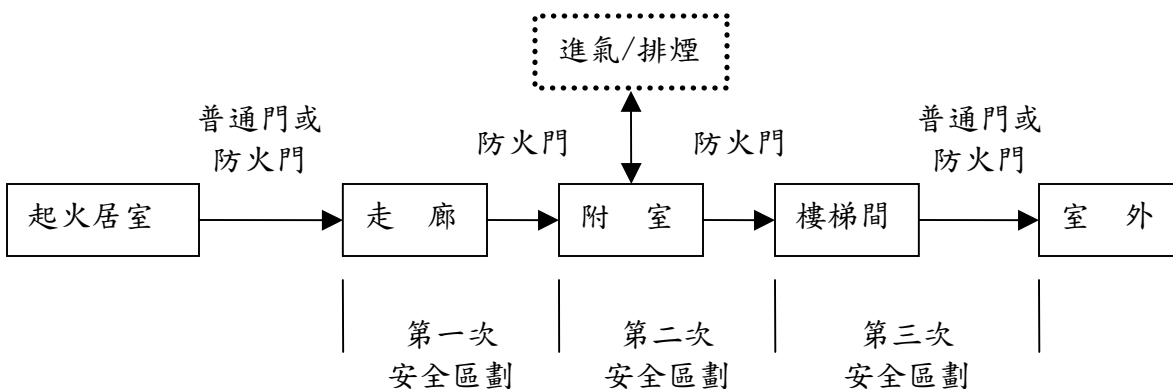 進氣/排煙
普通門或
防火門
防火門
防火門
普通門或
防火門
起火居室
走 廊
附 室
樓梯間
室 外
第一次
安全區劃
第二次
安全區劃
第三次
安全區劃